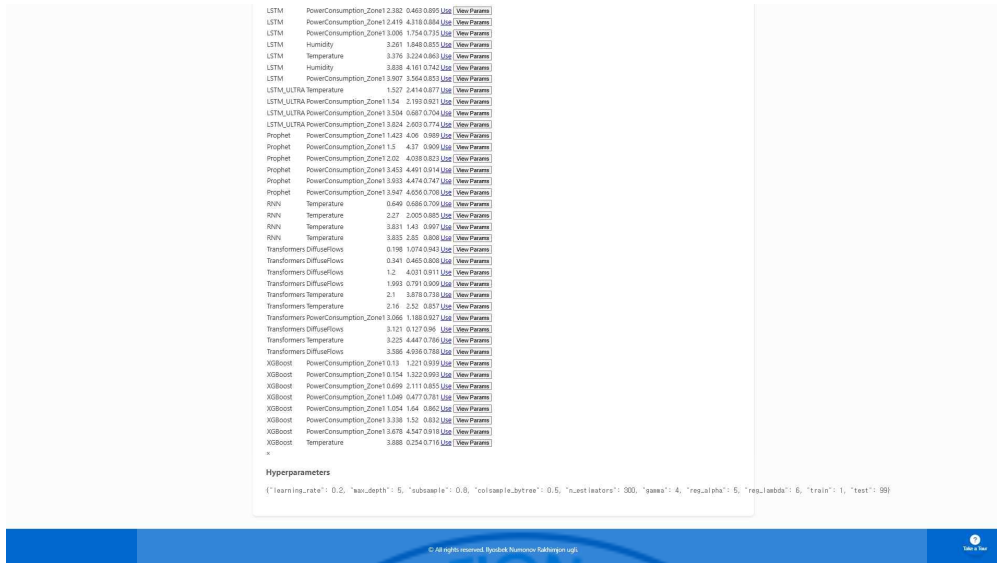 LSTM PowerConsumption_Zone1 2.382 0.463 0.895 Use View Params
LSTM PowerConsumption_Zone1 2.419 4.318 0.884 Use View Params
LSTM PowerConsumption_Zone1 3.006 1.754 0.735 Use View Params
LSTM Humidity 3.261 1.848 0.855 Use View Params
LSTM Temperature 3.376 3.224 0.863 Use View Params
LSTM Humidity 3.838 4.161 0.742 Use View Params
LSTM PowerConsumption_Zone1 3.907 3.564 0.853 Use View Params
LSTM_ULTRA Temperature 1.527 2.414 0.877 Use View Params
LSTM_ULTRA PowerConsumption_Zone1 1.54 2.193 0.921 Use View Params
LSTM_ULTRA PowerConsumption_Zone1 3.504 0.687 0.704 Use View Params
LSTM_ULTRA PowerConsumption_Zone1 3.824 2.603 0.774 Use View Params
Prophet PowerConsumption_Zone1 1.423 4.06 0.989 Use View Params
Prophet PowerConsumption_Zone1 1.5 4.37 0.909 Use View Params
Prophet PowerConsumption_Zone1 2.02 4.038 0.823 Use View Params
Prophet PowerConsumption_Zone1 3.453 4.491 0.914 Use View Params
Prophet PowerConsumption_Zone1 3.933 4.474 0.747 Use View Params
Prophet PowerConsumption_Zone1 3.947 4.656 0.708 Use View Params
RNN Temperature 0.649 0.686 0.709 Use View Params
RNN Temperature 2.27 2.005 0.885 Use View Params
RNN Temperature 3.831 1.43 0.997 Use View Params
RNN Temperature 3.835 2.85 0.808 Use View Params
Transformers DiffuseFlows 0.198 1.074 0.943 Use View Params
Transformers DiffuseFlows 0.341 0.465 0.808 Use View Params
Transformers DiffuseFlows 1.2 4.031 0.911 Use View Params
Transformers DiffuseFlows 1.993 0.791 0.909 Use View Params
Transformers Temperature 2.1 3.878 0.738 Use View Params
Transformers Temperature 2.16 2.52 0.857 Use View Params
Transformers PowerConsumption_Zone1 3.066 1.188 0.927 Use View Params
Transformers DiffuseFlows 3.121 0.127 0.96 Use View Params
Transformers Temperature 3.225 4.447 0.786 Use View Params
Transformers DiffuseFlows 3.586 4.936 0.788 Use View Params
XGBoost PowerConsumption_Zone1 0.13 1.221 0.939 Use View Params
XGBoost PowerConsumption_Zone1 0.154 1.322 0.993 Use View Params
XGBoost PowerConsumption_Zone1 0.699 2.111 0.855 Use View Params
XGBoost PowerConsumption_Zone1 1.049 0.477 0.781 Use View Params
XGBoost PowerConsumption_Zone1 1.054 1.64 0.862 Use View Params
XGBoost PowerConsumption_Zone1 3.338 1.52 0.832 Use View Params
XGBoost PowerConsumption_Zone1 3.678 4.547 0.918 Use View Params
XGBoost Temperature 3.888 0.254 0.716 Use View Params
×
Hyperparameters
{"learning_rate": 0.2, "max_depth": 5, "subsample": 0.8, "colsample_bytree": 0.5, "n_estimators": 300, "gamma": 4, "reg_alpha": 5, "reg_lambda": 6, "train": 1, "test": 99}
© All rights reserved. Ilyosbek Numonov Rakhimjon ugli.
?
Take a Tour